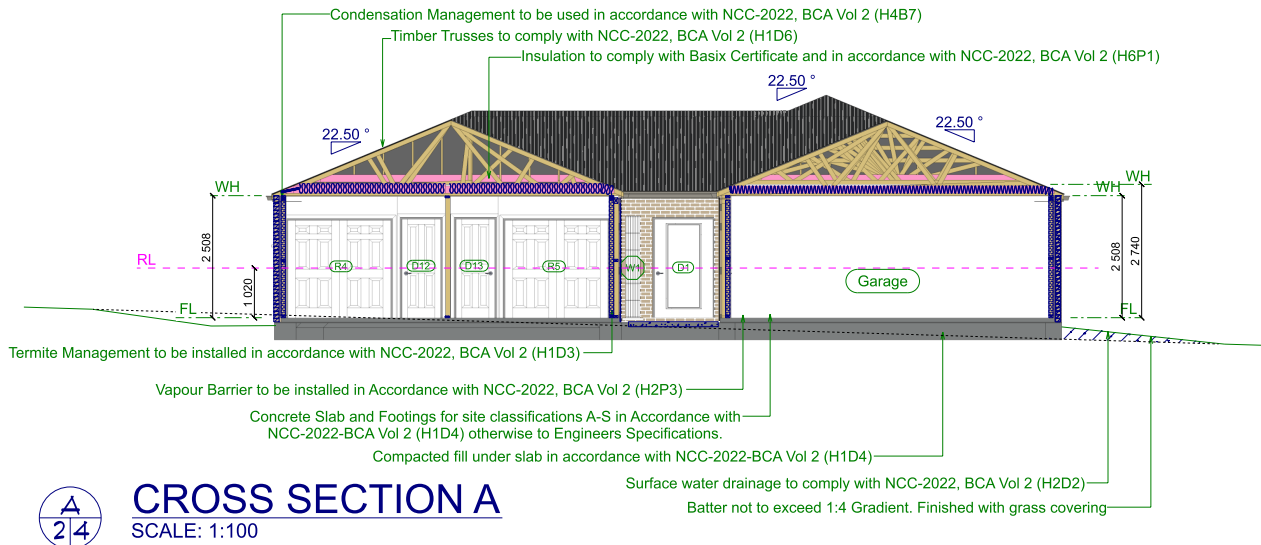 Condensation Management to be used in accordance with NCC-2022, BCA Vol 2 (H4B7)
Timber Trusses to comply with NCC-2022, BCA Vol 2 (H1D6)
Insulation to comply with Basix Certificate and in accordance with NCC-2022, BCA Vol 2 (H6P1)
22.50 °
22.50 °
22.50 °
WH
WH
WH
2 508
1 020
2 508
2 740
RL
R4
D12
D13
R5
W1
D1
Garage
FL
FL
Termite Management to be installed in accordance with NCC-2022, BCA Vol 2 (H1D3)
Vapour Barrier to be installed in Accordance with NCC-2022, BCA Vol 2 (H2P3)
Concrete Slab and Footings for site classifications A-S in Accordance with
NCC-2022-BCA Vol 2 (H1D4) otherwise to Engineers Specifications.
Compacted fill under slab in accordance with NCC-2022-BCA Vol 2 (H1D4)
Surface water drainage to comply with NCC-2022, BCA Vol 2 (H2D2)
Batter not to exceed 1:4 Gradient. Finished with grass covering
A
24
CROSS SECTION A
SCALE: 1:100